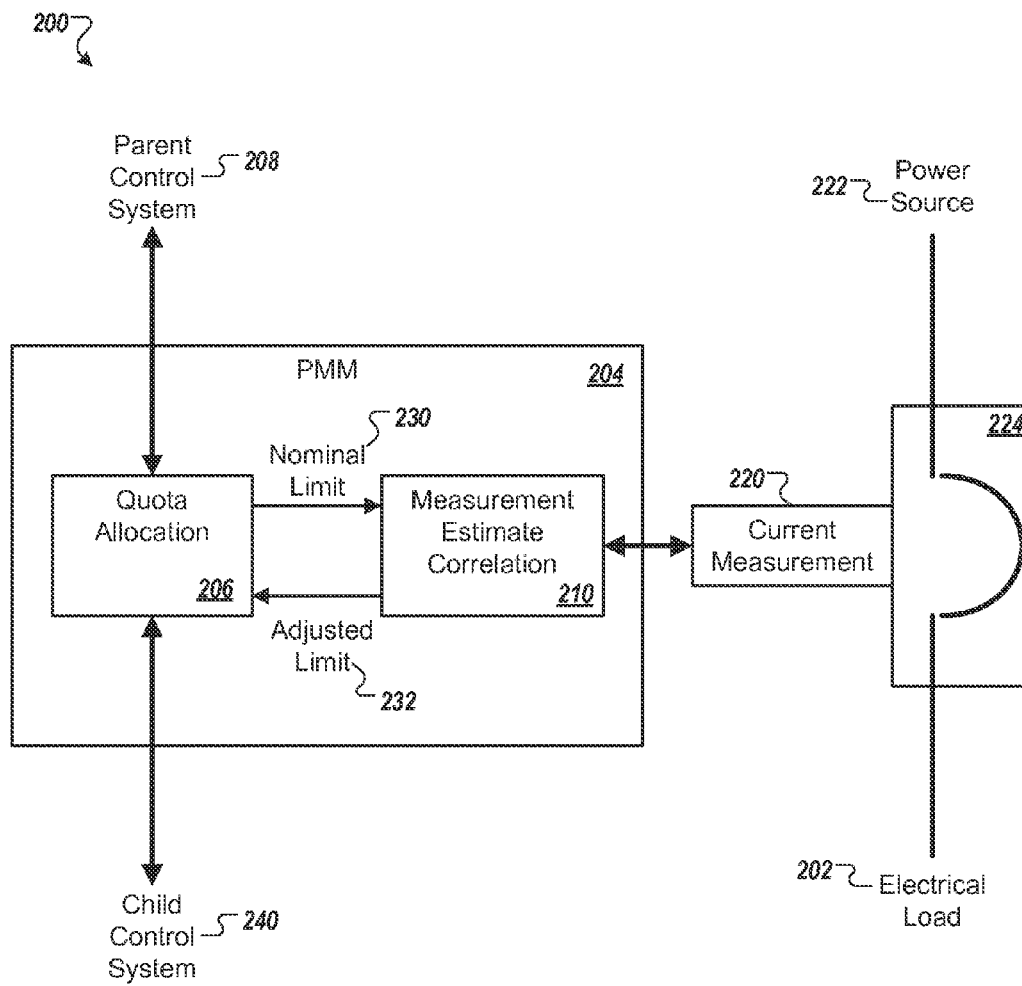 200
Parent
Control
System
208
222
Power
Source
PMM
204
230
Nominal
Limit
224
Quota
Allocation
206
Measurement
Estimate
Correlation
210
220
Current
Measurement
Adjusted
Limit
232
202
Electrical
Load
Child
Control
System
240